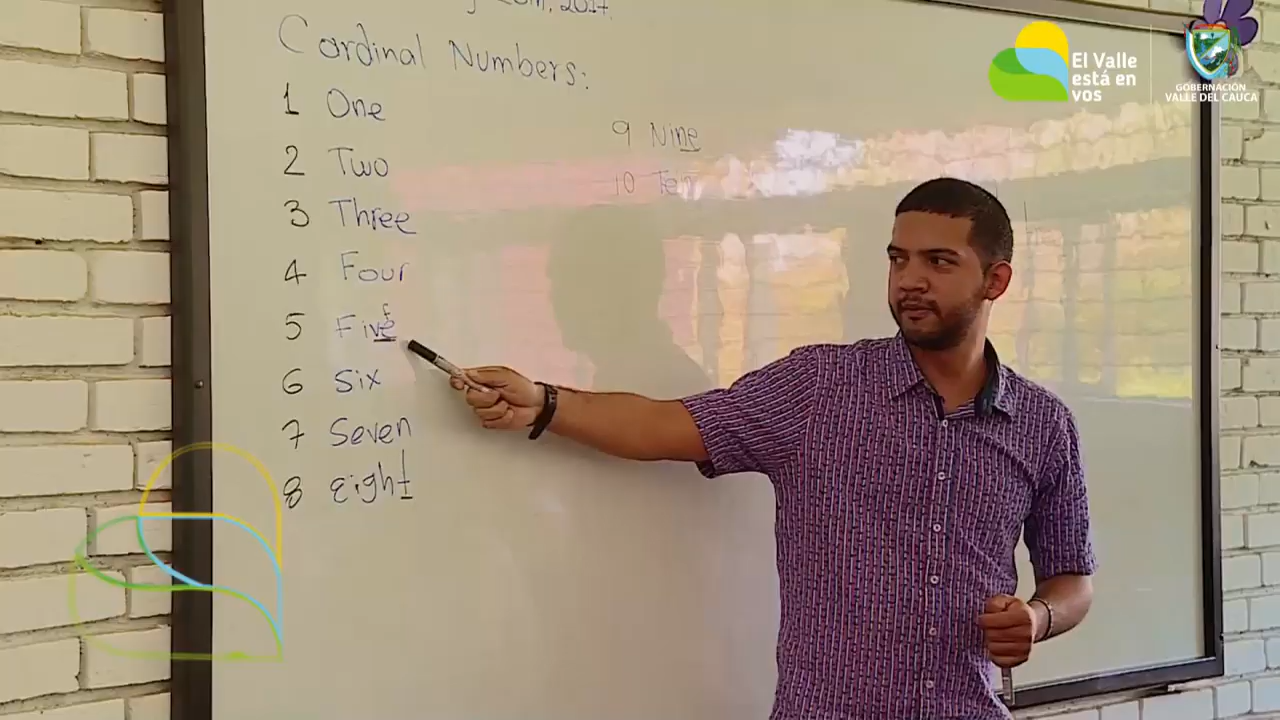 2017.
Cardinal Numbers:
1 One
2 Two
3 Three
4 Four
f
5 Five
6 Six
7 Seven
8 Eight
9 Nine
10 Ten
El Valle
está en
vos
GOBERNACIÓN
VALLE DEL CAUCA